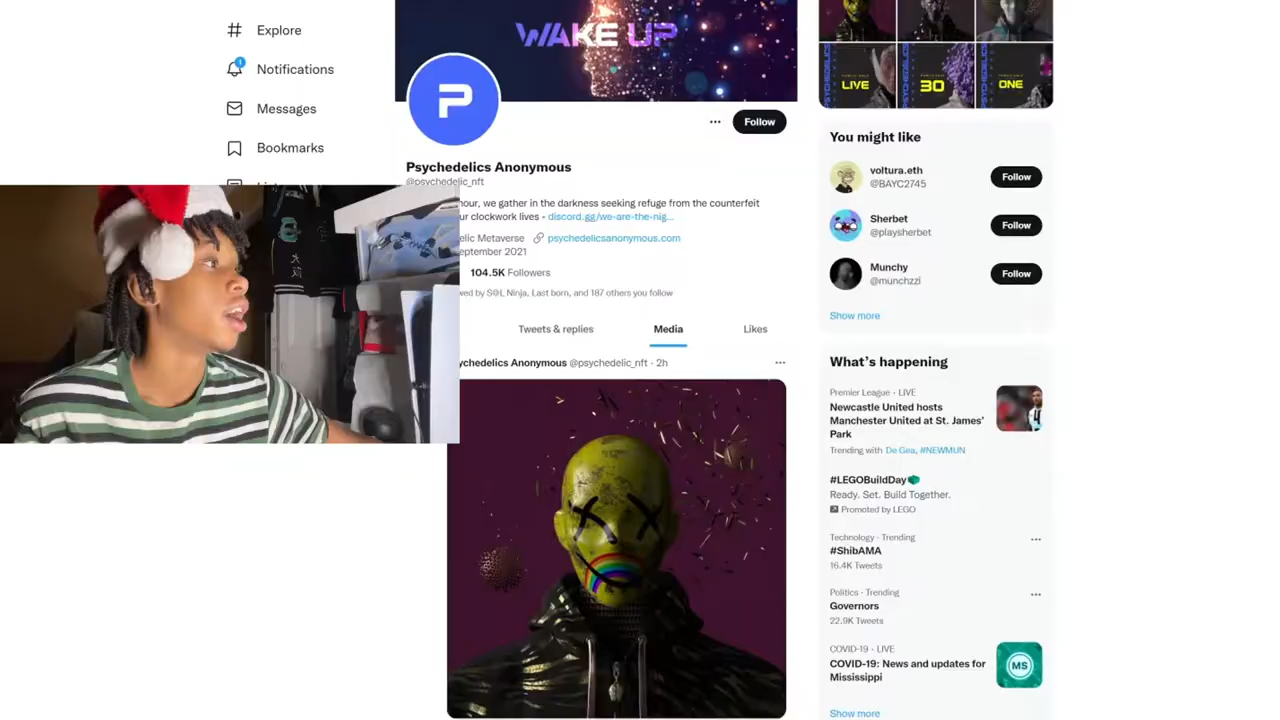 Explore
1
Notifications
Messages
Bookmarks
WAKE UP
P
Follow
Psychedelics Anonymous
@psychedelic_nft
hour, we gather in the darkness seeking refuge from the counterfeit
ur clockwork lives - discord.gg/we-are-the-nig...
elic Metaverse psychedelicsanonymous.com
eptember 2021
104.5K Followers
wed by S@L Ninja, Last born, and 187 others you follow
Tweets & replies Media Likes
ychedelics Anonymous @psychedelic_nft · 2h
PSYCHEDELICS
LIVE
PSYCHEDELICS
30
PSYCHEDELICS
ONE
You might like
voltura.eth
@BAYC2745
Follow
Sherbet
@playsherbet
Follow
Munchy
@munchzzi
Follow
Show more
What's happening
Premier League · LIVE
Newcastle United hosts
Manchester United at St. James'
Park
Trending with De Gea, #NEWMUN
#LEGOBuildDay
Ready. Set. Build Together.
Promoted by LEGO
Technology · Trending
#ShibAMA
16.4K Tweets
Politics · Trending
Governors
22.9K Tweets
COVID-19 · LIVE
COVID-19: News and updates for
Mississippi
MS
Show more